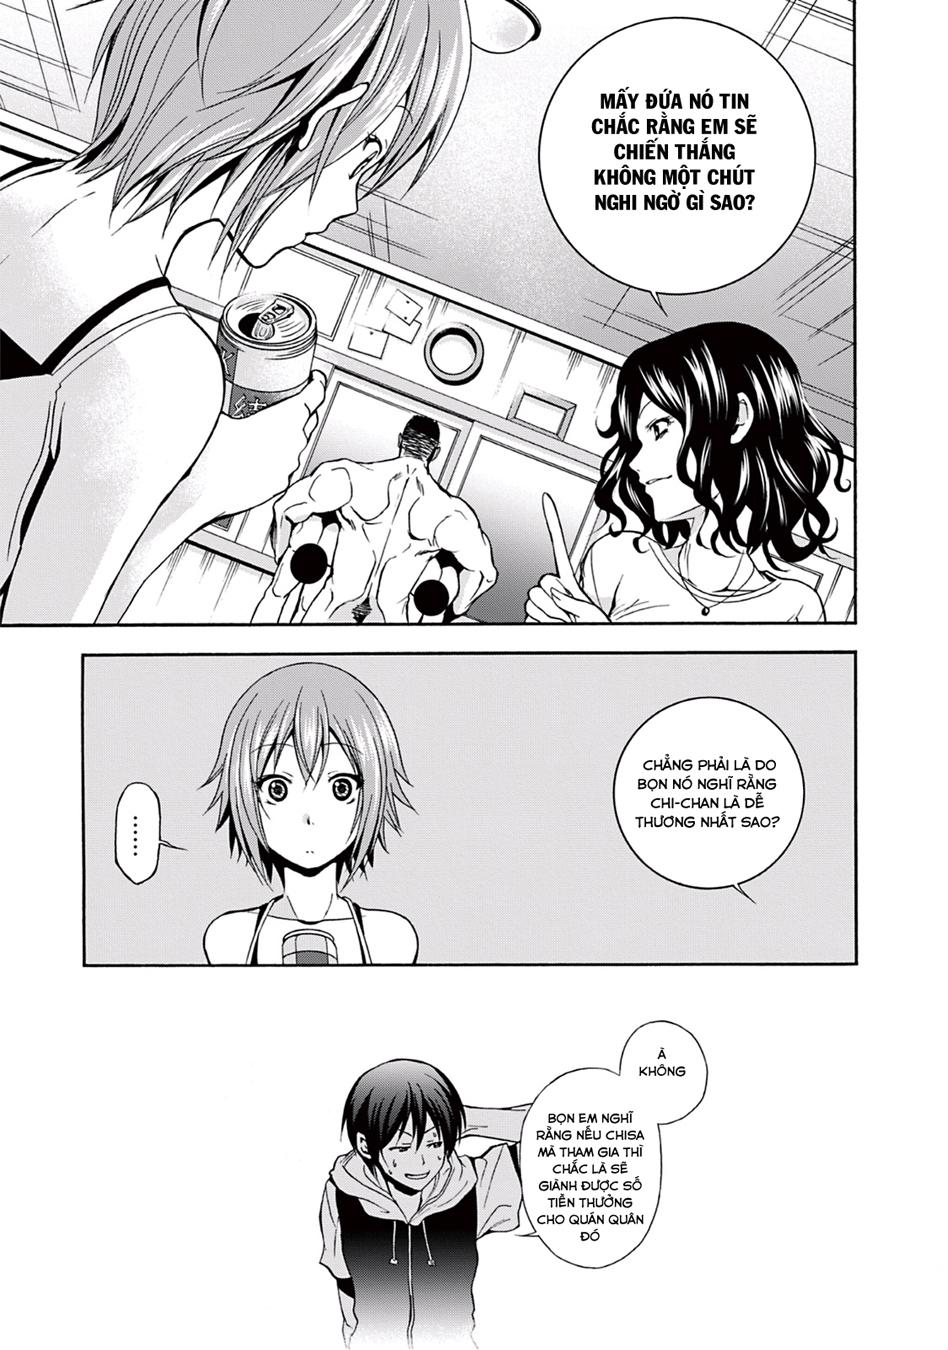 MẤY ĐỨA NÓ TIN
CHẮC RẰNG EM SẼ
CHIẾN THẮNG
KHÔNG MỘT CHÚT
NGHI NGỜ GÌ SAO?
CHẲNG PHẢI LÀ DO
BỌN NÓ NGHĨ RẰNG
CHI-CHAN LÀ DỄ
THƯƠNG NHẤT SAO?
......
À
KHÔNG
BỌN EM NGHĨ
RẰNG NẾU CHISA
MÀ THAM GIA THÌ
CHẮC LÀ SẼ
GIÀNH ĐƯỢC SỐ
TIỀN THƯỞNG
CHO QUÁN QUÂN
ĐÓ